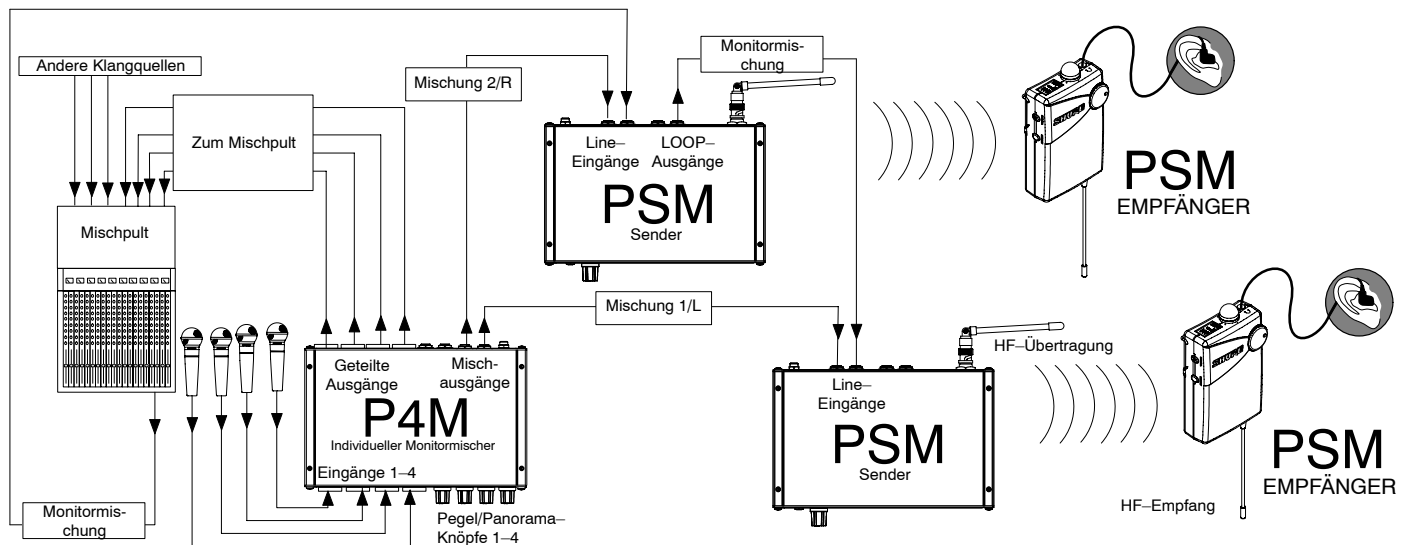 Andere Klangquellen
Zum Mischpult
Mischpult
Mischung 2/R
Monitormis-
chung
Line–
Eingänge
LOOP–
Ausgänge
PSM
Sender
SHURE
PSM
EMPFÄNGER
Mischung 1/L
Geteilte
Ausgänge
Misch-
ausgänge
P4M
Individueller Monitormischer
Eingänge 1–4
Pegel/Panorama–
Knöpfe 1–4
Monitormis-
chung
HF–Übertragung
Line–
Eingänge
PSM
Sender
SHURE
PSM
EMPFÄNGER
HF–Empfang